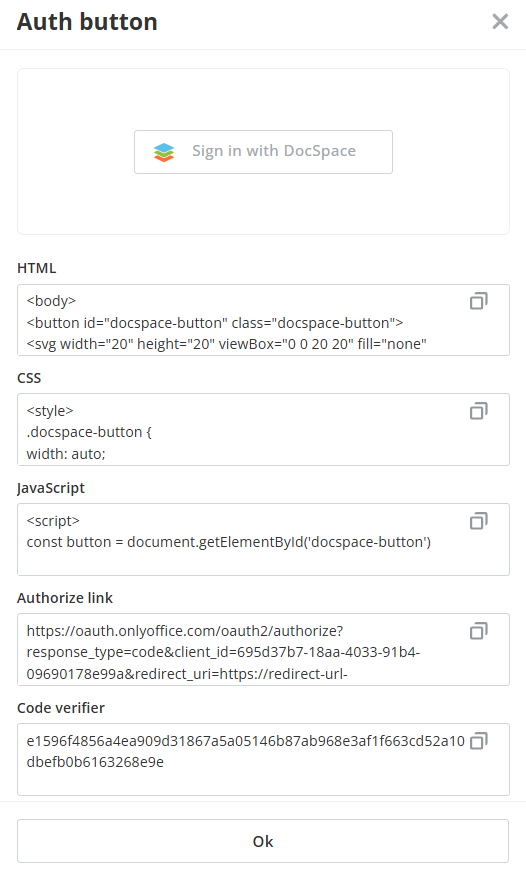 Auth button
Sign in with DocSpace
HTML
<body>
<button id="docspace-button" class="docspace-button">
<svg width="20" height="20" viewBox="0 0 20 20" fill="none"
CSS
<style>
.docspace-button {
width: auto;
JavaScript
<script>
const button = document.getElementById('docspace-button')
Authorize link
https://oauth.onlyoffice.com/oauth2/authorize?
response_type=code&client_id=695d37b7-18aa-4033-91b4-
09690178e99a&redirect_uri=https://redirect-url-
Code verifier
e1596f4856a4ea909d31867a5a05146b87ab968e3af1f663cd52a10
dbefb0b6163268e9e
Ok